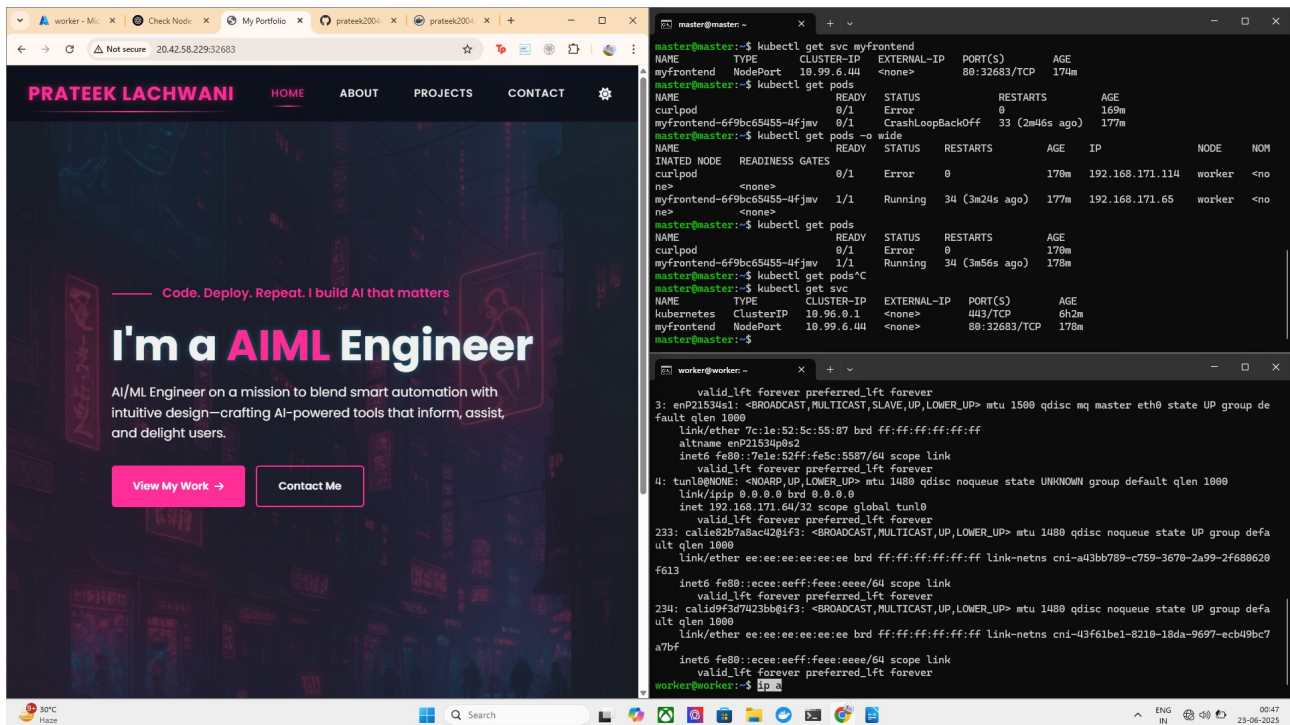 worker - Mic
Check Node
My Portfolio
prateek2004-
prateek2004.
Not secure 20.42.58.229:32683
PRATEEK LACHWANI HOME ABOUT PROJECTS CONTACT
Code. Deploy. Repeat. I build AI that matters
I'm a AIML Engineer
AI/ML Engineer on a mission to blend smart automation with
intuitive design—crafting AI-powered tools that inform, assist,
and delight users.
View My Work →
Contact Me
master@master: ~
master@master:~$ kubectl get svc myfrontend
NAME TYPE CLUSTER-IP EXTERNAL-IP PORT(S) AGE
myfrontend NodePort 10.99.6.44 <none> 80:32683/TCP 174m
master@master:~$ kubectl get pods
NAME READY STATUS RESTARTS AGE
curlpod 0/1 Error 0 169m
myfrontend-6f9bc65455-4fjmv 0/1 CrashLoopBackOff 33 (2m46s ago) 177m
master@master:~$ kubectl get pods -o wide
NAME READY STATUS RESTARTS AGE IP NODE NOM
INATED NODE READINESS GATES
curlpod 0/1 Error 0 170m 192.168.171.114 worker <no
ne> <none>
myfrontend-6f9bc65455-4fjmv 1/1 Running 34 (3m24s ago) 177m 192.168.171.65 worker <no
ne> <none>
master@master:~$ kubectl get pods
NAME READY STATUS RESTARTS AGE
curlpod 0/1 Error 0 170m
myfrontend-6f9bc65455-4fjmv 1/1 Running 34 (3m56s ago) 178m
master@master:~$ kubectl get pods^C
master@master:~$ kubectl get svc
NAME TYPE CLUSTER-IP EXTERNAL-IP PORT(S) AGE
kubernetes ClusterIP 10.96.0.1 <none> 443/TCP 6h2m
myfrontend NodePort 10.99.6.44 <none> 80:32683/TCP 178m
master@master:~$
worker@worker: ~
valid_lft forever preferred_lft forever
3: enP21534s1: <BROADCAST,MULTICAST,SLAVE,UP,LOWER_UP> mtu 1500 qdisc mq master eth0 state UP group de
fault qlen 1000
link/ether 7c:1e:52:5c:55:87 brd ff:ff:ff:ff:ff:ff
altname enP21534p0s2
inet6 fe80::7e1e:52ff:fe5c:5587/64 scope link
valid_lft forever preferred_lft forever
4: tunl0@NONE: <NOARP,UP,LOWER_UP> mtu 1480 qdisc noqueue state UNKNOWN group default qlen 1000
link/ipip 0.0.0.0 brd 0.0.0.0
inet 192.168.171.64/32 scope global tunl0
valid_lft forever preferred_lft forever
233: calie82b7a8ac42@if3: <BROADCAST,MULTICAST,UP,LOWER_UP> mtu 1480 qdisc noqueue state UP group defa
ult qlen 1000
link/ether ee:ee:ee:ee:ee:ee brd ff:ff:ff:ff:ff:ff link-netns cni-a43bb789-c759-3670-2a99-2f680620
f613
inet6 fe80::ecee:eeff:feee:eeee/64 scope link
valid_lft forever preferred_lft forever
234: calid9f3d7423bb@if3: <BROADCAST,MULTICAST,UP,LOWER_UP> mtu 1480 qdisc noqueue state UP group defa
ult qlen 1000
link/ether ee:ee:ee:ee:ee:ee brd ff:ff:ff:ff:ff:ff link-netns cni-43f61be1-8210-18da-9697-ecb49bc7
a7bf
inet6 fe80::ecee:eeff:feee:eeee/64 scope link
valid_lft forever preferred_lft forever
worker@worker:~$ ip a
30°C
Haze
Search
ENG
IN
00:47
23-06-2025